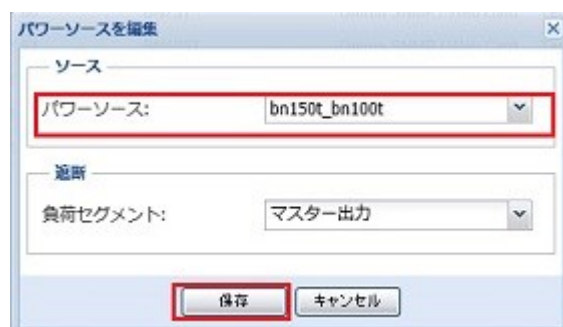 パワーソースを編集
ソース
パワーソース: bn150t_bn100t
遮断
負荷セグメント: マスター出力
保存 キャンセル